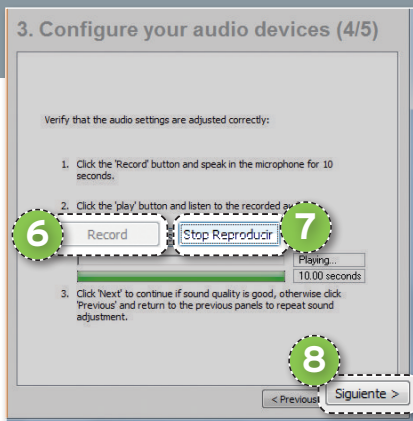 3. Configure your audio devices (4/5)
Verify that the audio settings are adjusted correctly:
1. Click the 'Record' button and speak in the microphone for 10
seconds.
2. Click the 'play' button and listen to the recorded
6 Record Stop Reproducir 7
Playing...
10.00 seconds
3. Click 'Next' to continue if sound quality is good, otherwise click
'Previous' and return to the previous panels to repeat sound
adjustment.
8
< Previous Siguiente >